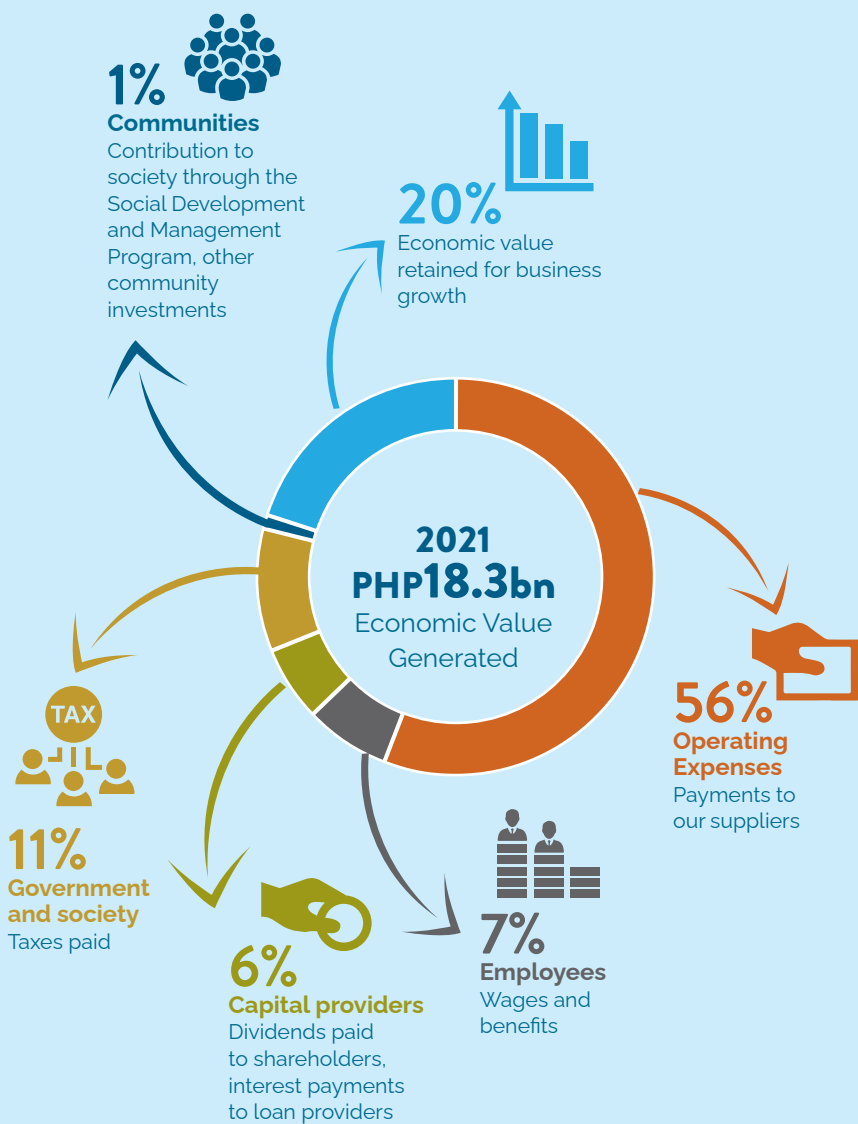 1%
Communities
Contribution to
society through the
Social Development
and Management
Program, other
community
investments
20%
Economic value
retained for business
growth
2021
PHP18.3bn
Economic Value
Generated
56%
Operating
Expenses
Payments to
our suppliers
TAX
11%
Government
and society
Taxes paid
6%
Capital providers
Dividends paid
to shareholders,
interest payments
to loan providers
7%
Employees
Wages and
benefits